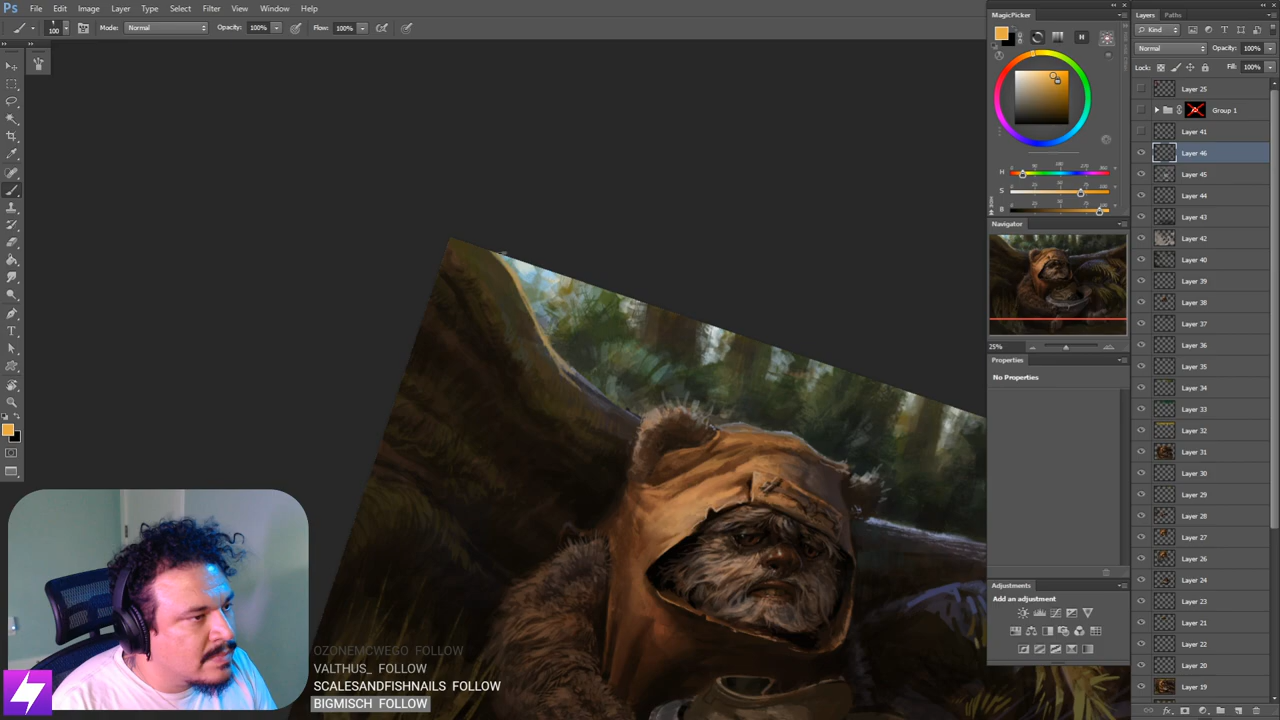 Ps File Edit Image Layer Type Select Filter View Window Help
100 Mode: Normal Opacity: 100% Flow: 100%
MagicPicker
H
H
S
B
Navigator
25%
Properties
No Properties
Adjustments
Add an adjustment
Layers Paths
Kind
Normal Opacity: 100%
Lock: Fill: 100%
Layer 25
Group 1
Layer 41
Layer 46
Layer 45
Layer 44
Layer 43
Layer 42
Layer 40
Layer 39
Layer 38
Layer 37
Layer 36
Layer 35
Layer 34
Layer 33
Layer 32
Layer 31
Layer 30
Layer 29
Layer 28
Layer 27
Layer 26
Layer 24
Layer 23
Layer 21
Layer 22
Layer 20
Layer 19
OZONEMCWEGO FOLLOW
VALTHUS_ FOLLOW
SCALESANDFISHNAILS FOLLOW
BIGMISCH FOLLOW